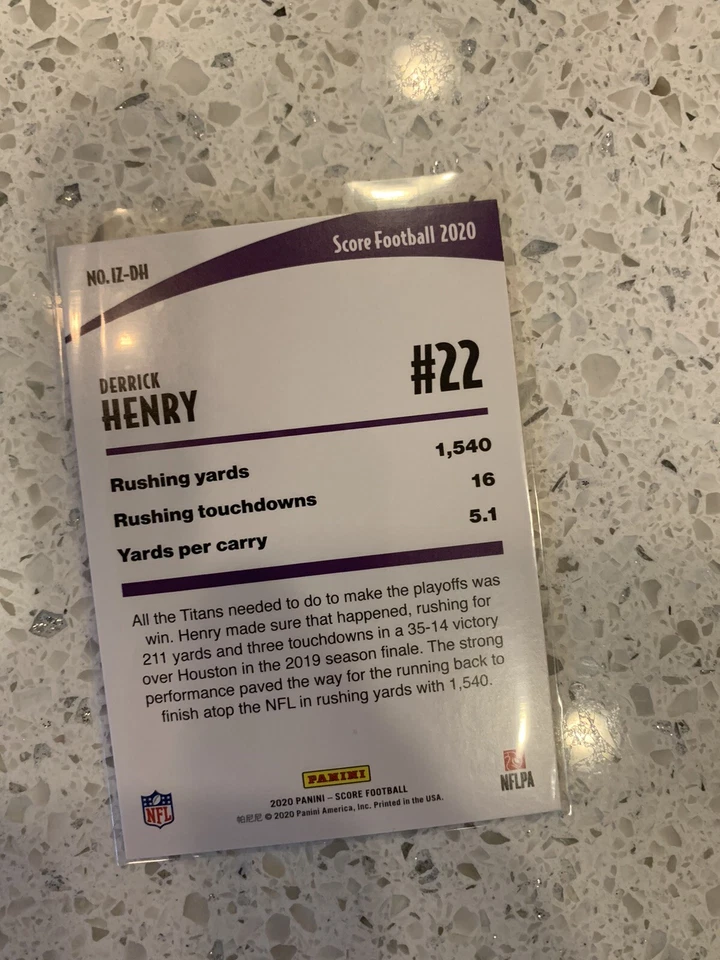 Score Football 2020
NO. IZ-DH
DERRICK
HENRY
#22
Rushing yards 1,540
Rushing touchdowns 16
Yards per carry 5.1
All the Titans needed to do to make the playoffs was
win. Henry made sure that happened, rushing for
211 yards and three touchdowns in a 35-14 victory
over Houston in the 2019 season finale. The strong
performance paved the way for the running back to
finish atop the NFL in rushing yards with 1,540.
PANINI
NFL
2020 PANINI – SCORE FOOTBALL
帕尼尼 © 2020 Panini America, Inc. Printed in the USA.
NFLPA